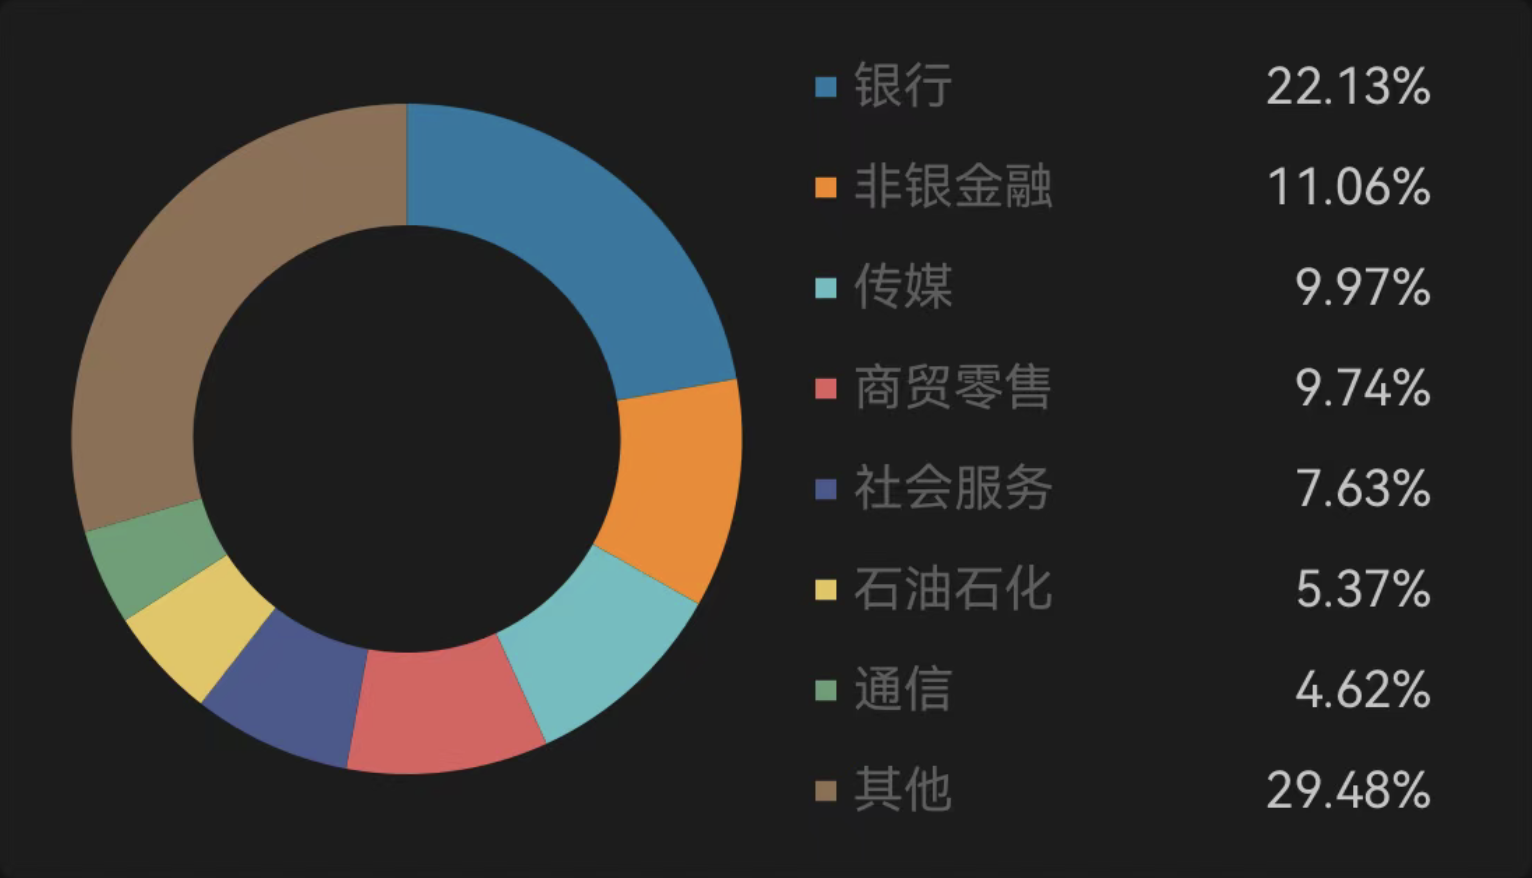 银行 22.13%
非银金融 11.06%
传媒 9.97%
商贸零售 9.74%
社会服务 7.63%
石油石化 5.37%
通信 4.62%
其他 29.48%